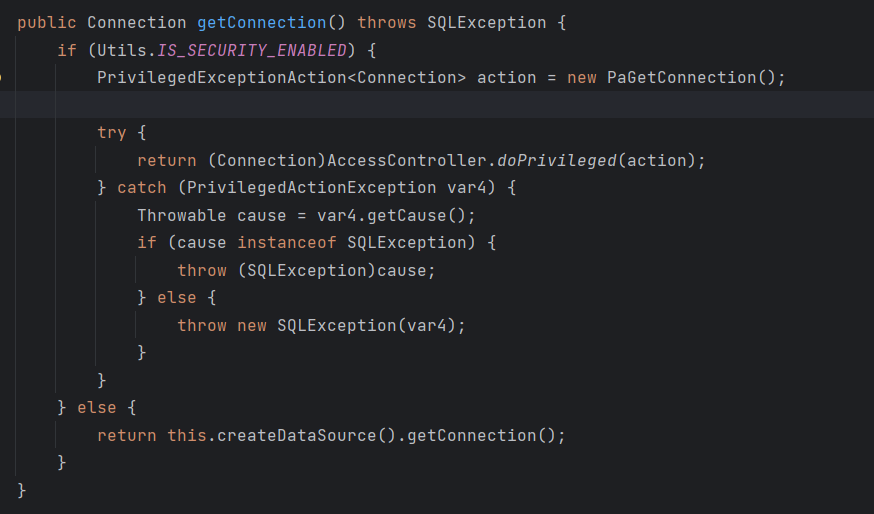 public Connection getConnection() throws SQLException {
if (Utils.IS_SECURITY_ENABLED) {
PrivilegedExceptionAction<Connection> action = new PaGetConnection();
try {
return (Connection)AccessController.doPrivileged(action);
} catch (PrivilegedActionException var4) {
Throwable cause = var4.getCause();
if (cause instanceof SQLException) {
throw (SQLException)cause;
} else {
throw new SQLException(var4);
}
}
} else {
return this.createDataSource().getConnection();
}
}